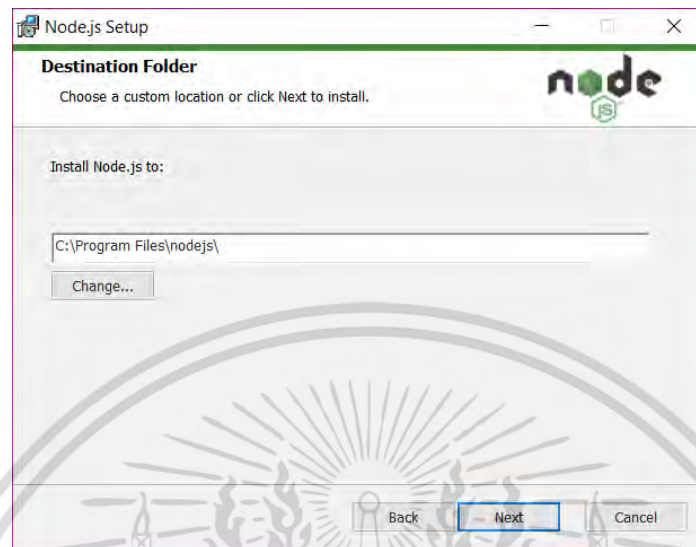 Node.js Setup
Destination Folder
Choose a custom location or click Next to install.
node
JS
Install Node.js to:
C:\Program Files\nodejs\
Change...
Back
Next
Cancel